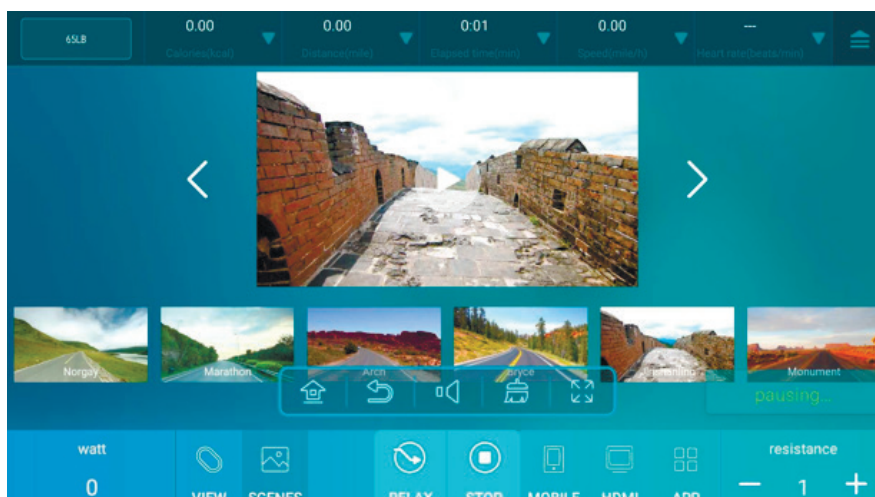 65LB
0.00
Calories(kcal)
0.00
Distance(mile)
0:01
Elapsed time(min)
0.00
Speed(mile/h)
---
Heart rate(beats/min)
Norgay
Marathon
Arch
Bryce
Monument
pausing...
watt
0
VIEW
SCENES
RELAX
STOP
MOBILE
HDMI
APP
resistance
1